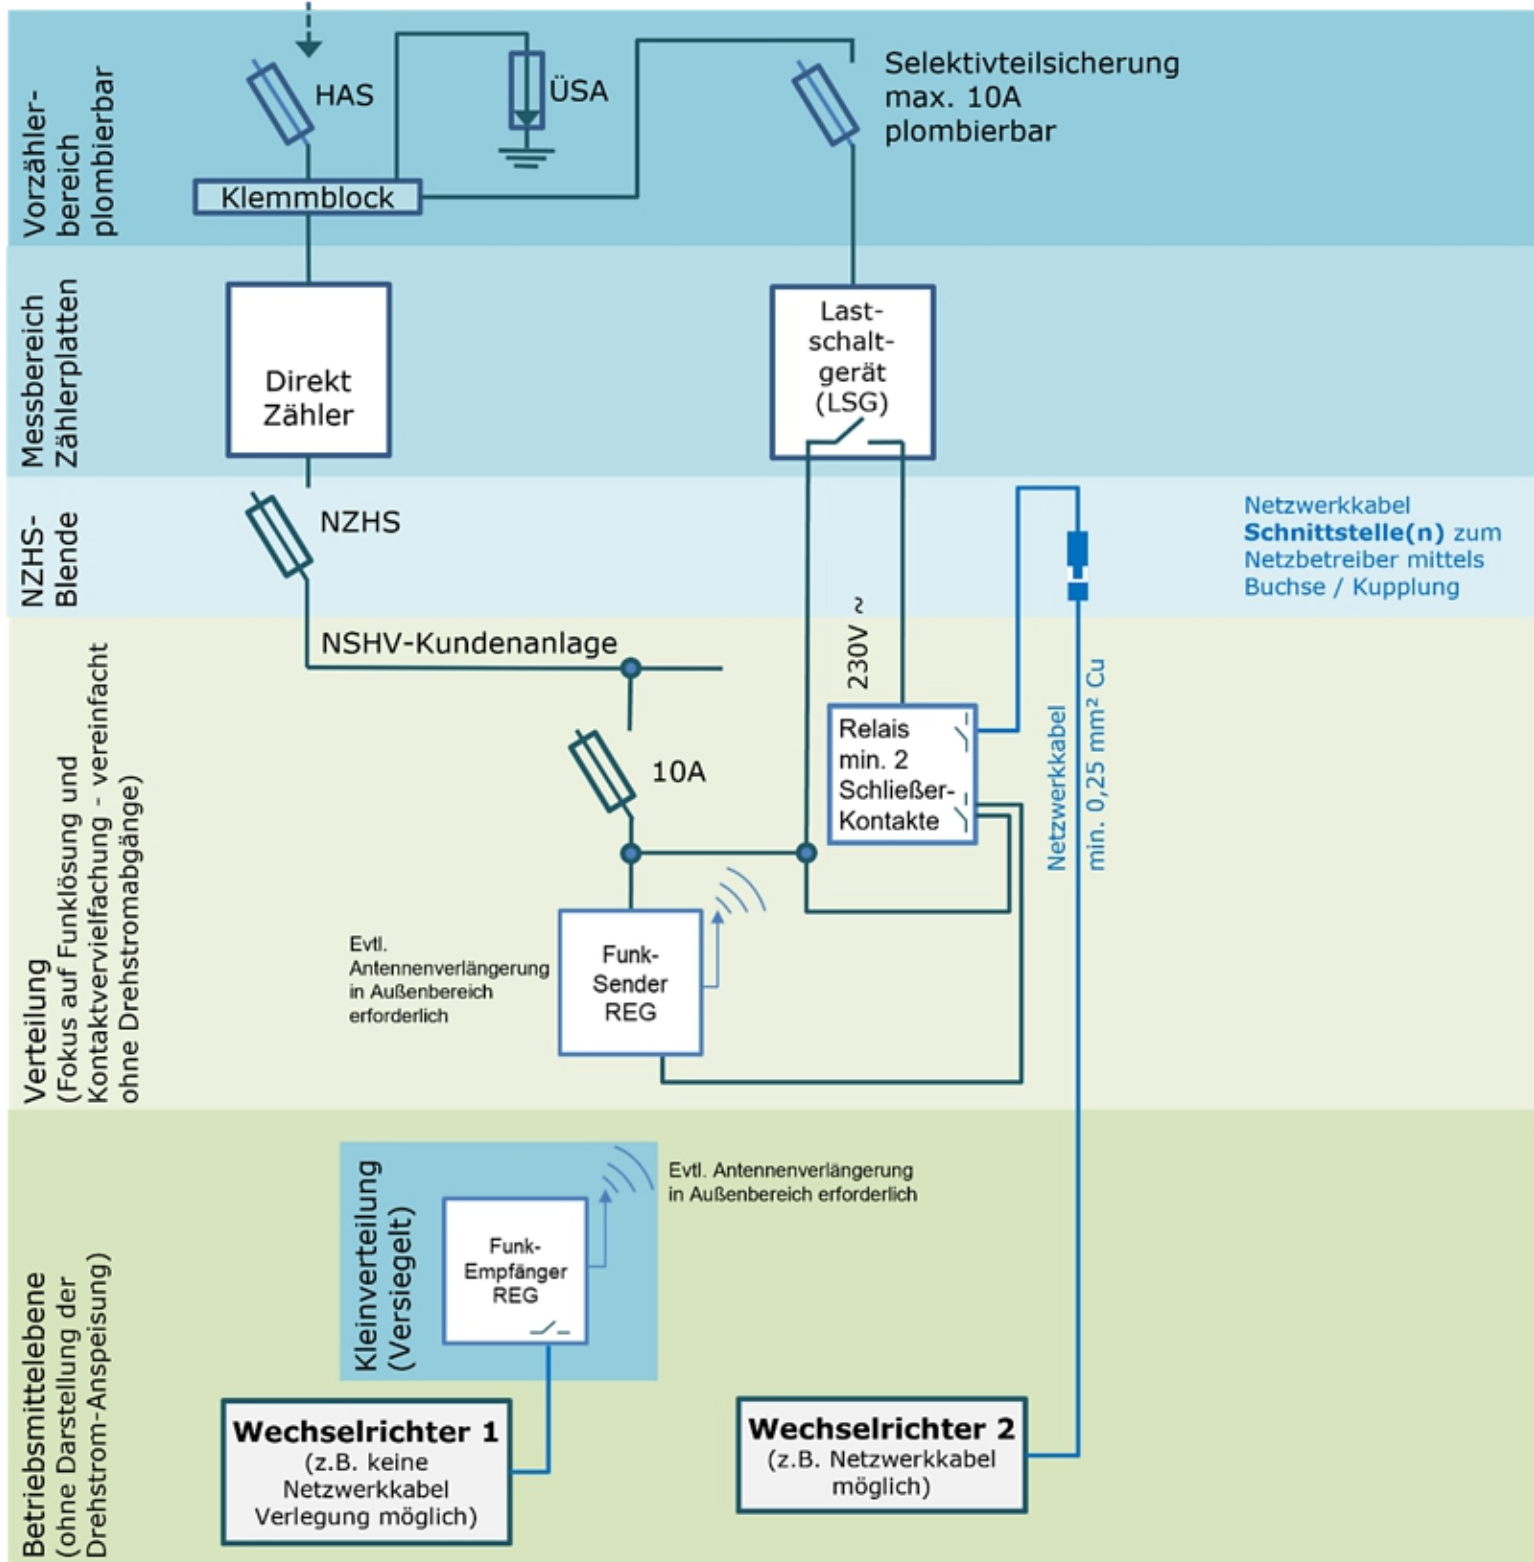 Vorzähler-
bereich
plombierbar
HAS
ÜSA
Selektivteilsicherung
max. 10A
plombierbar
Klemmblock
Messbereich
Zählerplatten
Direkt
Zähler
Last-
schalt-
gerät
(LSG)
NZHS-
Blende
NZHS
Netzwerkkabel
Schnittstelle(n) zum
Netzbetreiber mittels
Buchse / Kupplung
Verteilung
(Fokus auf Funklösung und
Kontaktvervielfachung - vereinfacht
ohne Drehstromabgänge)
NSHV-Kundenanlage
230V ~
10A
Relais
min. 2
Schließer-
Kontakte
Netzwerkkabel
min. 0,25 mm² Cu
Evtl.
Antennenverlängerung
in Außenbereich
erforderlich
Funk-
Sender
REG
Betriebsmittelebene
(ohne Darstellung der
Drehstrom-Anspeisung)
Kleinverteilung
(Versiegelt)
Funk-
Empfänger
REG
Evtl. Antennenverlängerung
in Außenbereich erforderlich
Wechselrichter 1
(z.B. keine
Netzwerkkabel
Verlegung möglich)
Wechselrichter 2
(z.B. Netzwerkkabel
möglich)